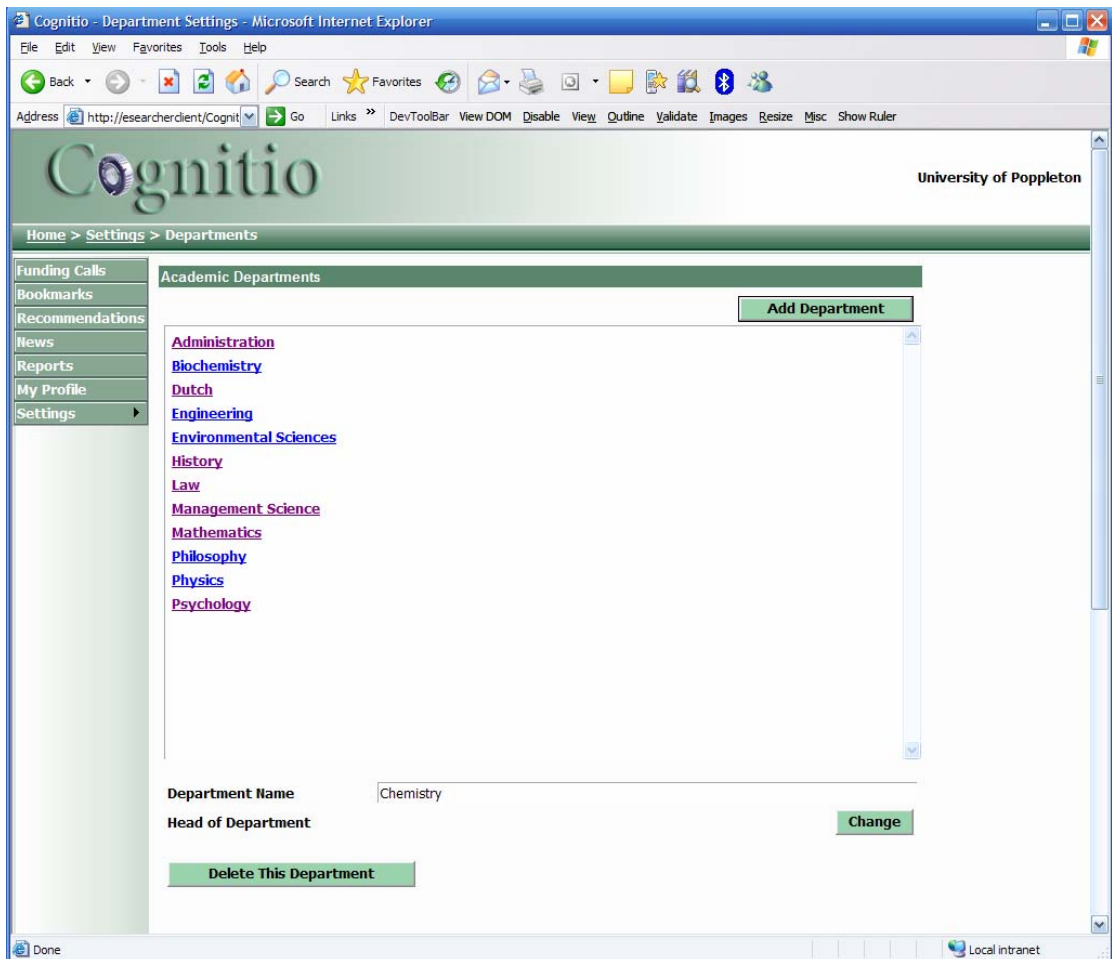 Cognitio - Department Settings - Microsoft Internet Explorer
File Edit View Favorites Tools Help
Back Search Favorites
Address http://esearcherclient/Cognit Go Links » DevToolBar View DOM Disable View Outline Validate Images Resize Misc Show Ruler
Cognitio
University of Poppleton
Home > Settings > Departments
Funding Calls
Bookmarks
Recommendations
News
Reports
My Profile
Settings
Academic Departments
Add Department
Administration
Biochemistry
Dutch
Engineering
Environmental Sciences
History
Law
Management Science
Mathematics
Philosophy
Physics
Psychology
Department Name Chemistry
Head of Department Change
Delete This Department
Done Local intranet